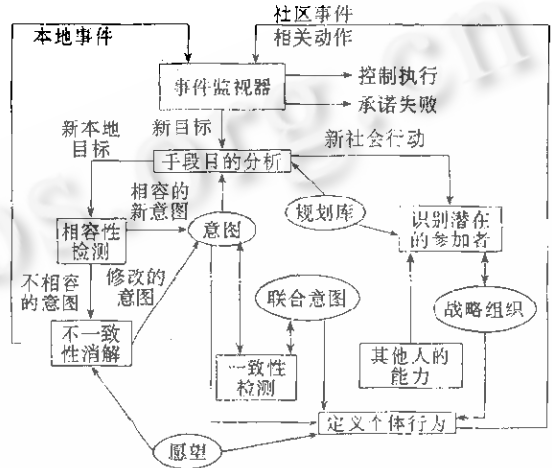 社区事件
本地事件
相关动作
事件监视器
控制执行
承诺失败
新本地
目标
新目标
新社会行动
手段目的分析
相容的
新意图
规划库
识别潜在
的参加者
相容性
检测
意图
不相容
的意图
修改的
意图
联合意图
战略组织
不一致
性消解
一致性
检测
其他人的
能力
定义个体行为
愿望